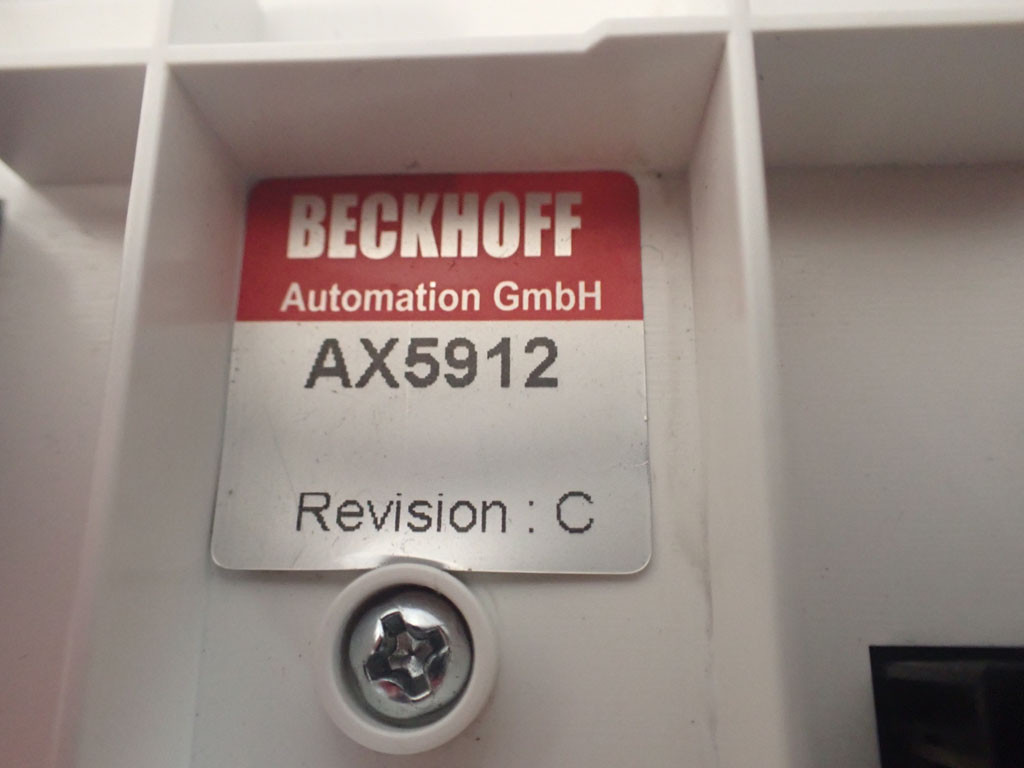 BECKHOFF
Automation GmbH
AX5912
Revision : C